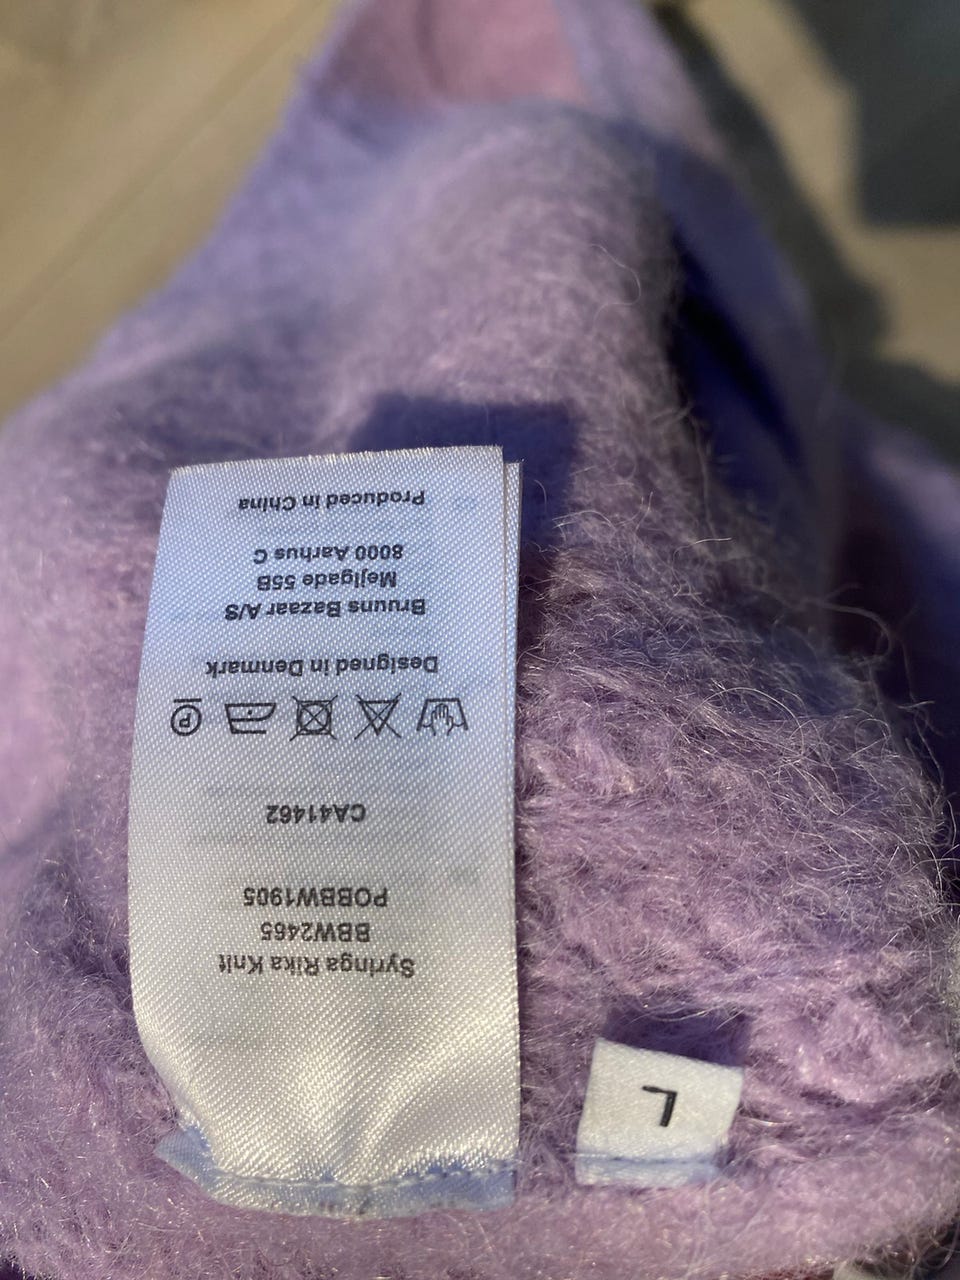 Syringa Rika Knit
BBW2465
POBBW1905
CA41462
P
Designed in Denmark
Bruuns Bazaar A/S
Mejlgade 55B
8000 Aarhus C
Produced in China
L